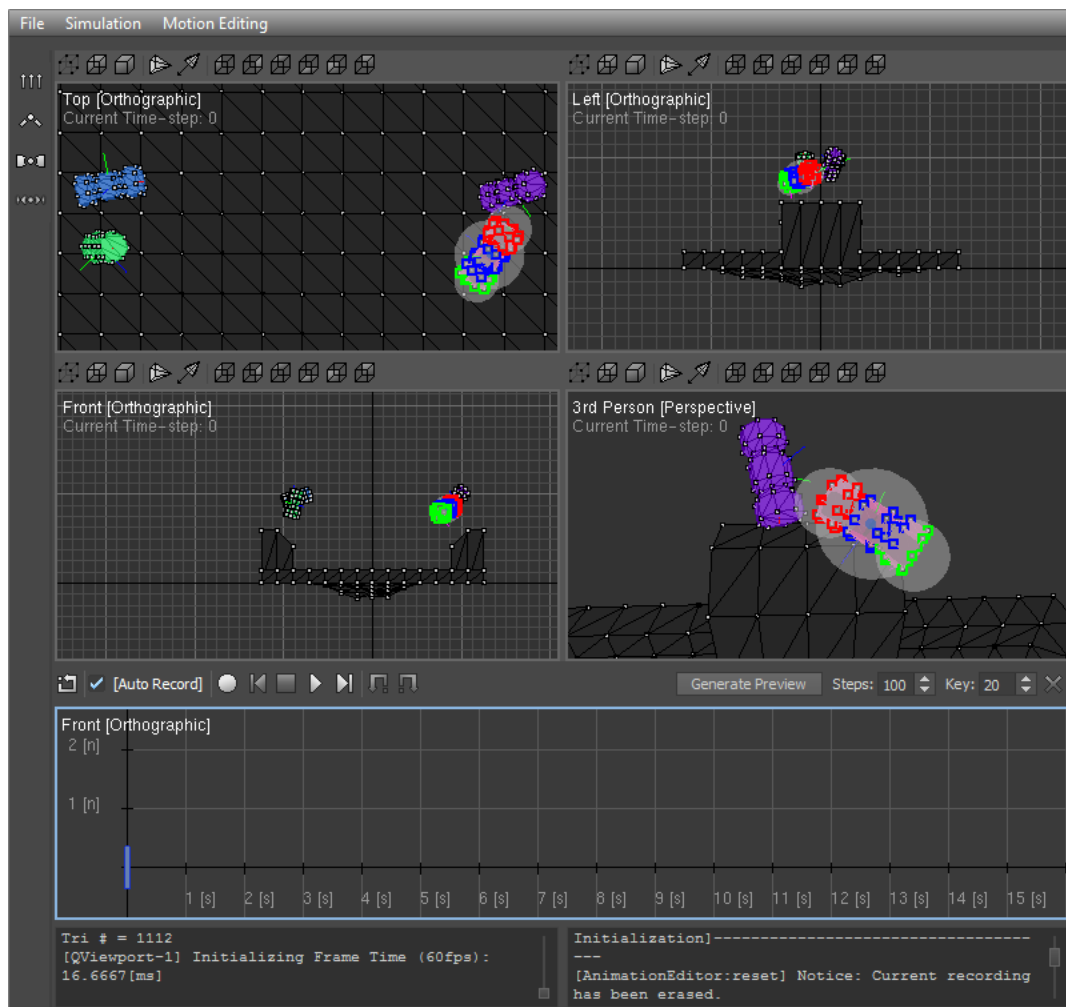 File Simulation Motion Editing
Top [Orthographic]
Current Time-step: 0
Left [Orthographic]
Current Time-step: 0
Front [Orthographic]
Current Time-step: 0
3rd Person [Perspective]
Current Time-step: 0
[Auto Record] Generate Preview Steps: 100 Key: 20
Front [Orthographic]
2 [n]
1 [n]
1 [s] 2 [s] 3 [s] 4 [s] 5 [s] 6 [s] 7 [s] 8 [s] 9 [s] 10 [s] 11 [s] 12 [s] 13 [s] 14 [s] 15 [s]
Tri # = 1112
[QViewport-1] Initializing Frame Time (60fps):
16.6667[ms]
Initialization]-----------------------------------
---
[AnimationEditor:reset] Notice: Current recording
has been erased.